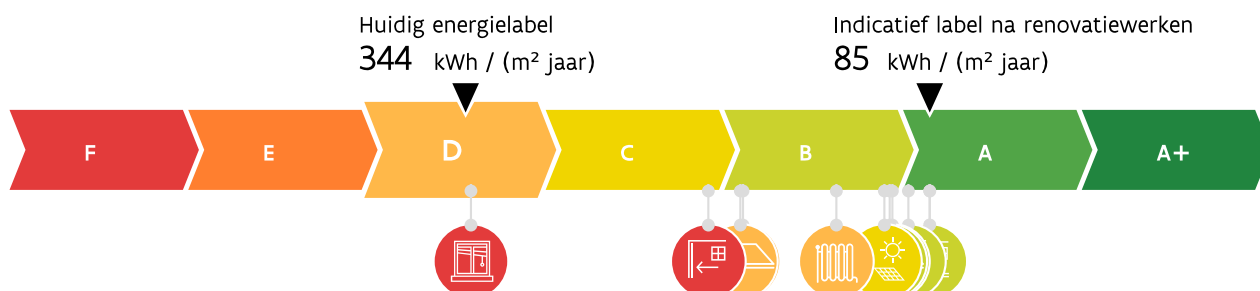 Huidig energielabel
344 kWh / (m² jaar)
Indicatief label na renovatiewerken
85 kWh / (m² jaar)
F E D C B A A+